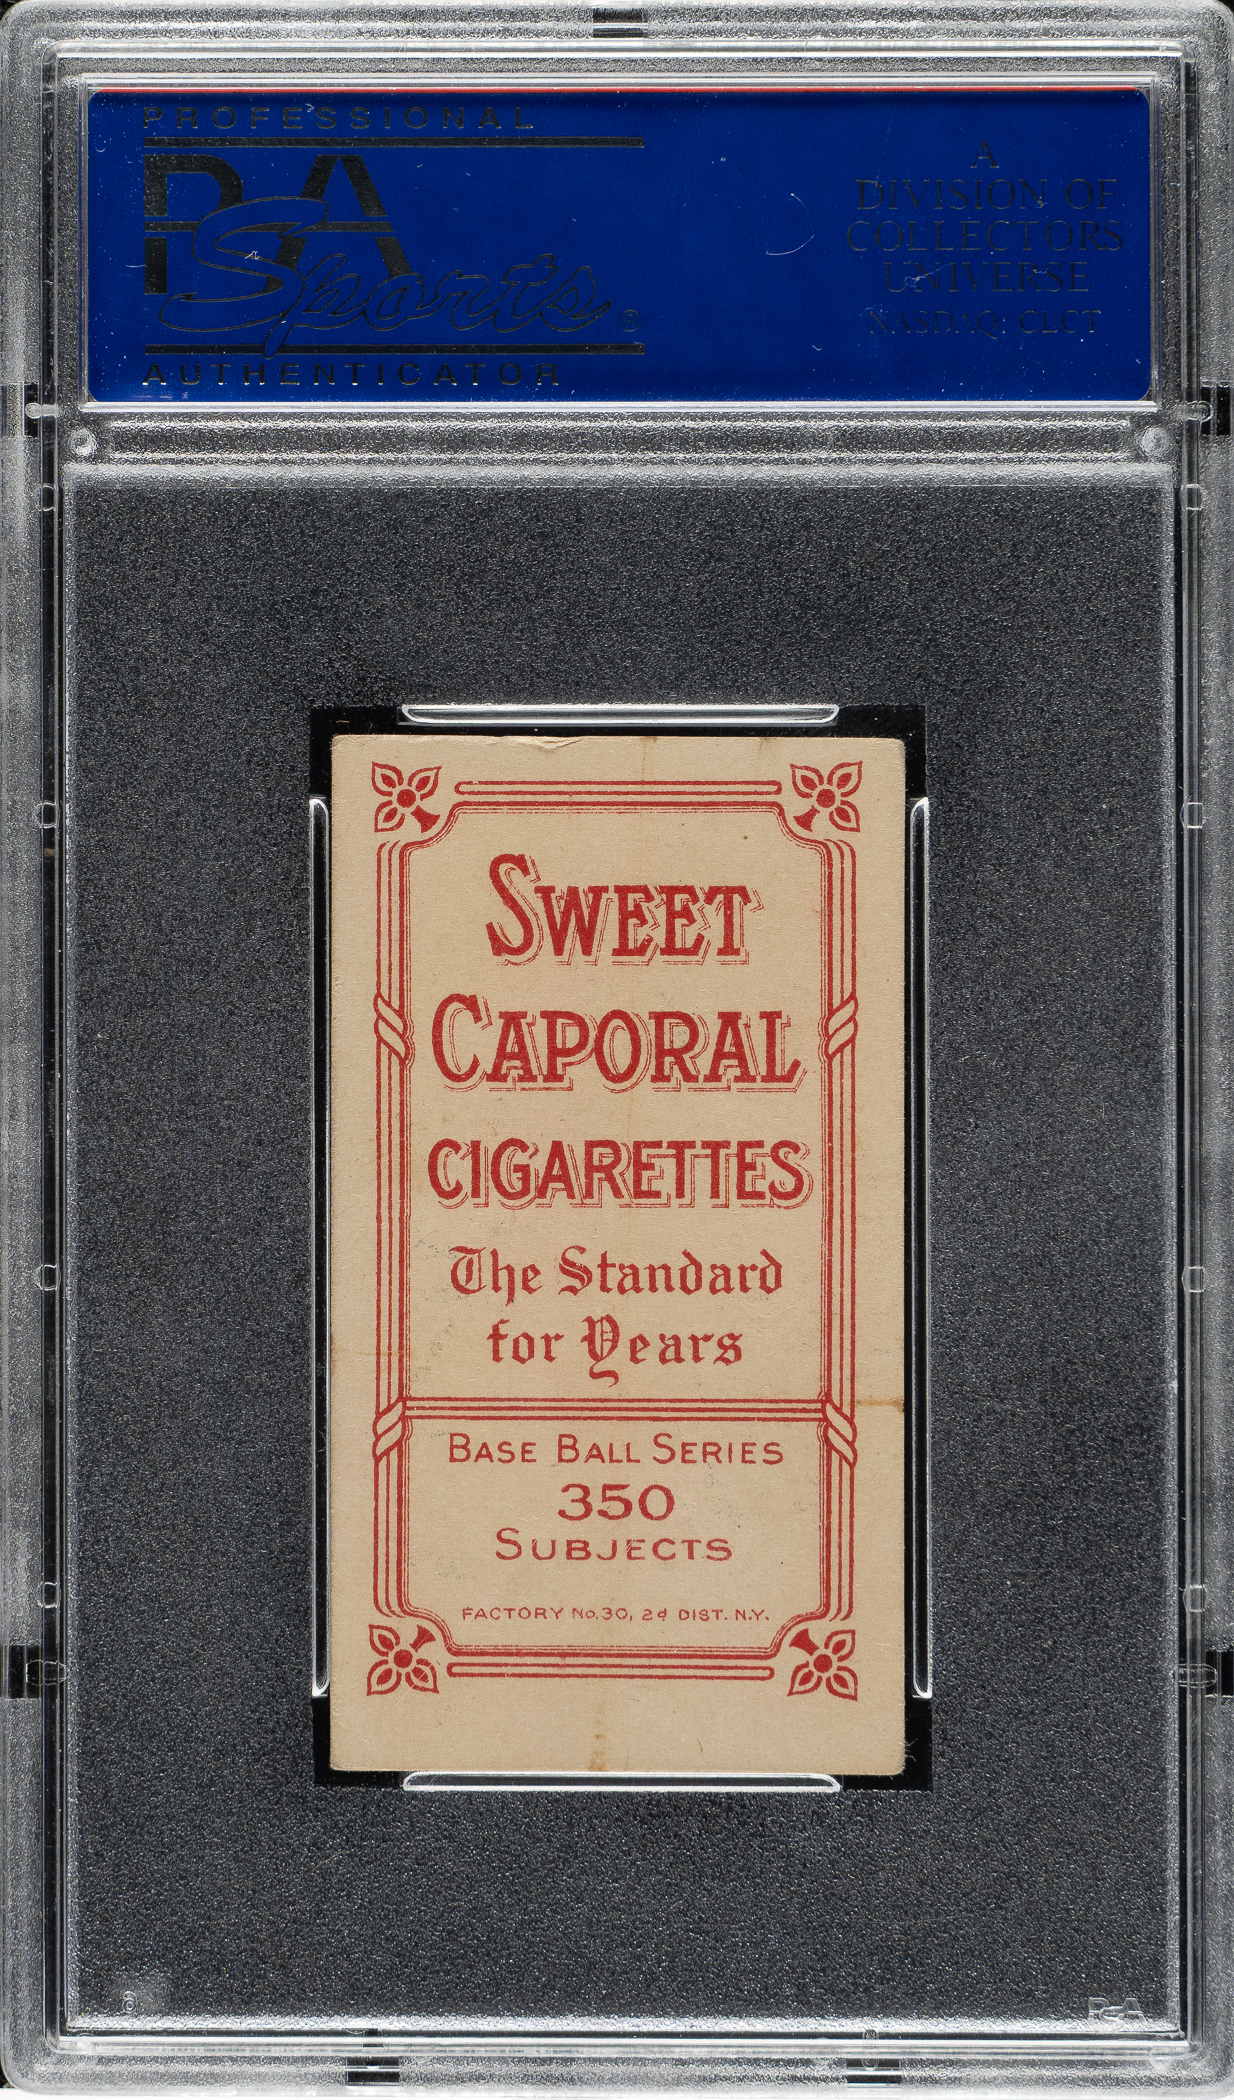 PROFESSIONAL
PSA
Sports®
AUTHENTICATOR
A
DIVISION OF
COLLECTORS
UNIVERSE
NASDAQ: CLCT
SWEET
CAPORAL
CIGARETTES
The Standard
for Years
BASE BALL SERIES
350
SUBJECTS
FACTORY No.30, 2d DIST. N.Y.
PSA